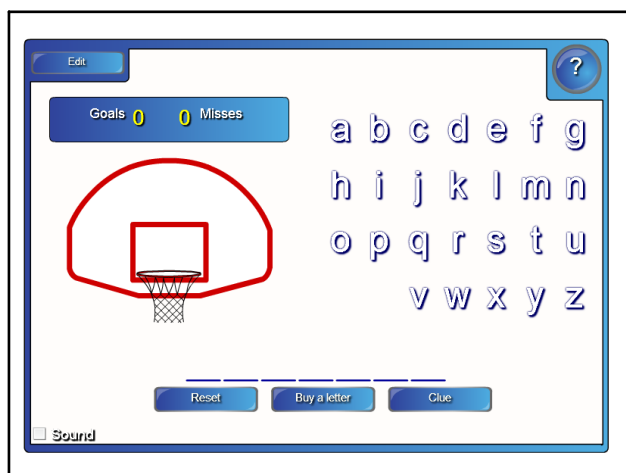 Edit
?
Goals 0 0 Misses
a b c d e f g
h i j k l m n
o p q r s t u
v w x y z
Reset Buy a letter Clue
Sound